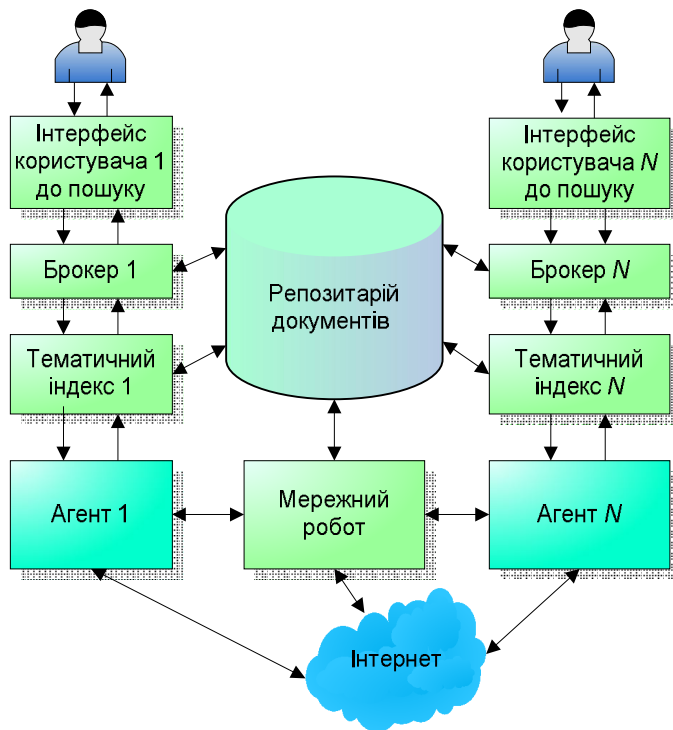 Інтерфейс
користувача 1
до пошуку
Інтерфейс
користувача N
до пошуку
Брокер 1
Репозитарій
документів
Брокер N
Тематичний
індекс 1
Тематичний
індекс N
Агент 1
Мережний
робот
Агент N
Інтернет